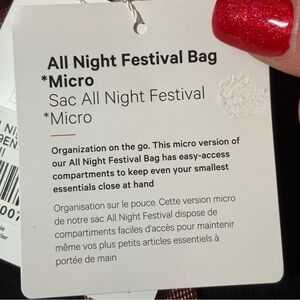 All Night Festival Bag
*Micro
Sac All Night Festival
*Micro
Organization on the go. This micro version of
our All Night Festival Bag has easy-access
compartments to keep even your smallest
essentials close at hand
Organisation sur le pouce. Cette version micro
de notre sac All Night Festival dispose de
compartiments faciles d'accès pour maintenir
même vos plus petits articles essentiels à
portée de main